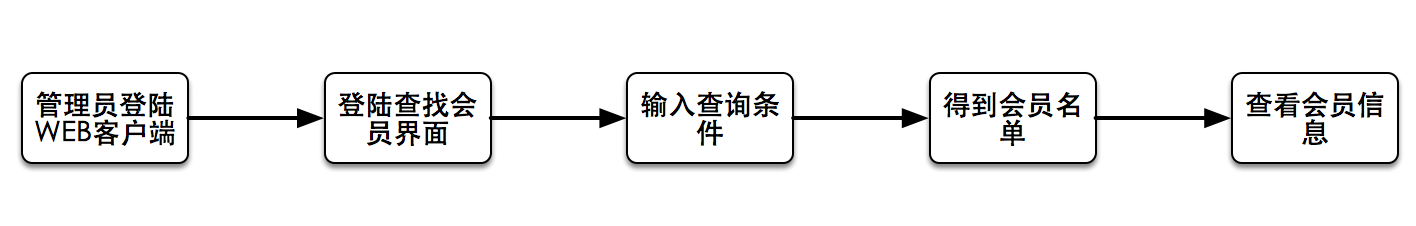 管理员登陆
WEB客户端
登陆查找会
员界面
输入查询条
件
得到会员名
单
查看会员信
息